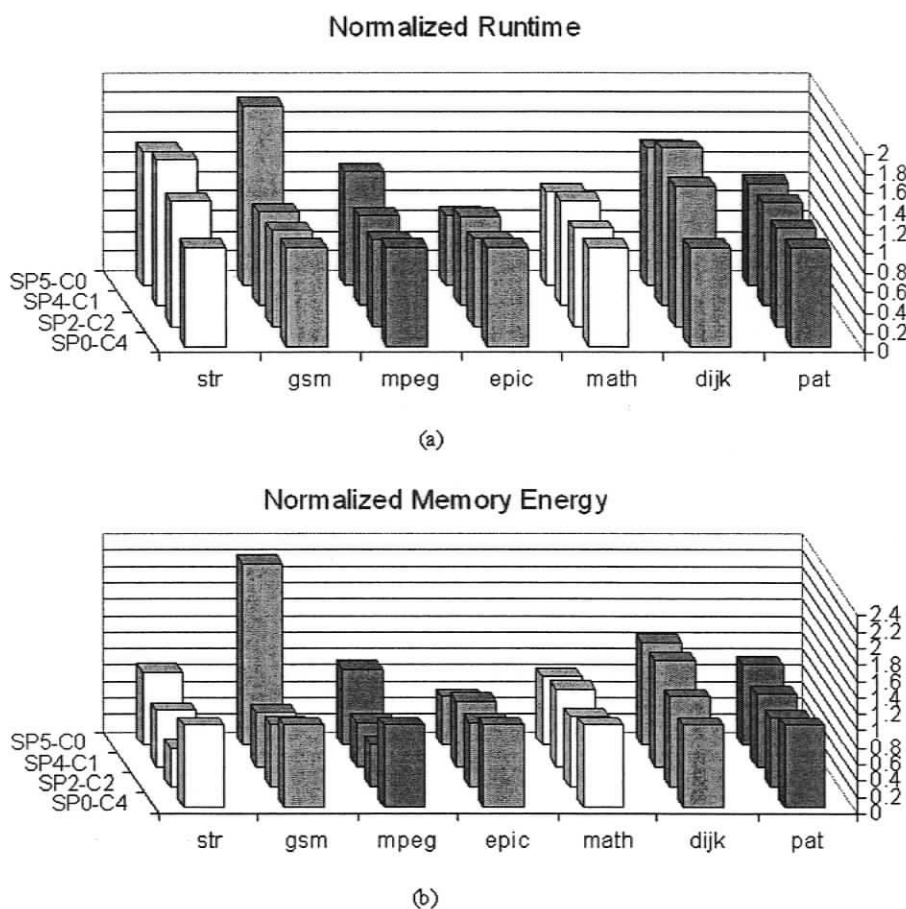 Normalized Runtime
2
1.8
1.6
1.4
1.2
1
0.8
0.6
0.4
0.2
0
SP5-C0
SP4-C1
SP2-C2
SP0-C4
str gsm mpeg epic math dijk pat
(a)
Normalized Memory Energy
2.4
2.2
2
1.8
1.6
1.4
1.2
1
0.8
0.6
0.4
0.2
0
SP5-C0
SP4-C1
SP2-C2
SP0-C4
str gsm mpeg epic math dijk pat
(b)